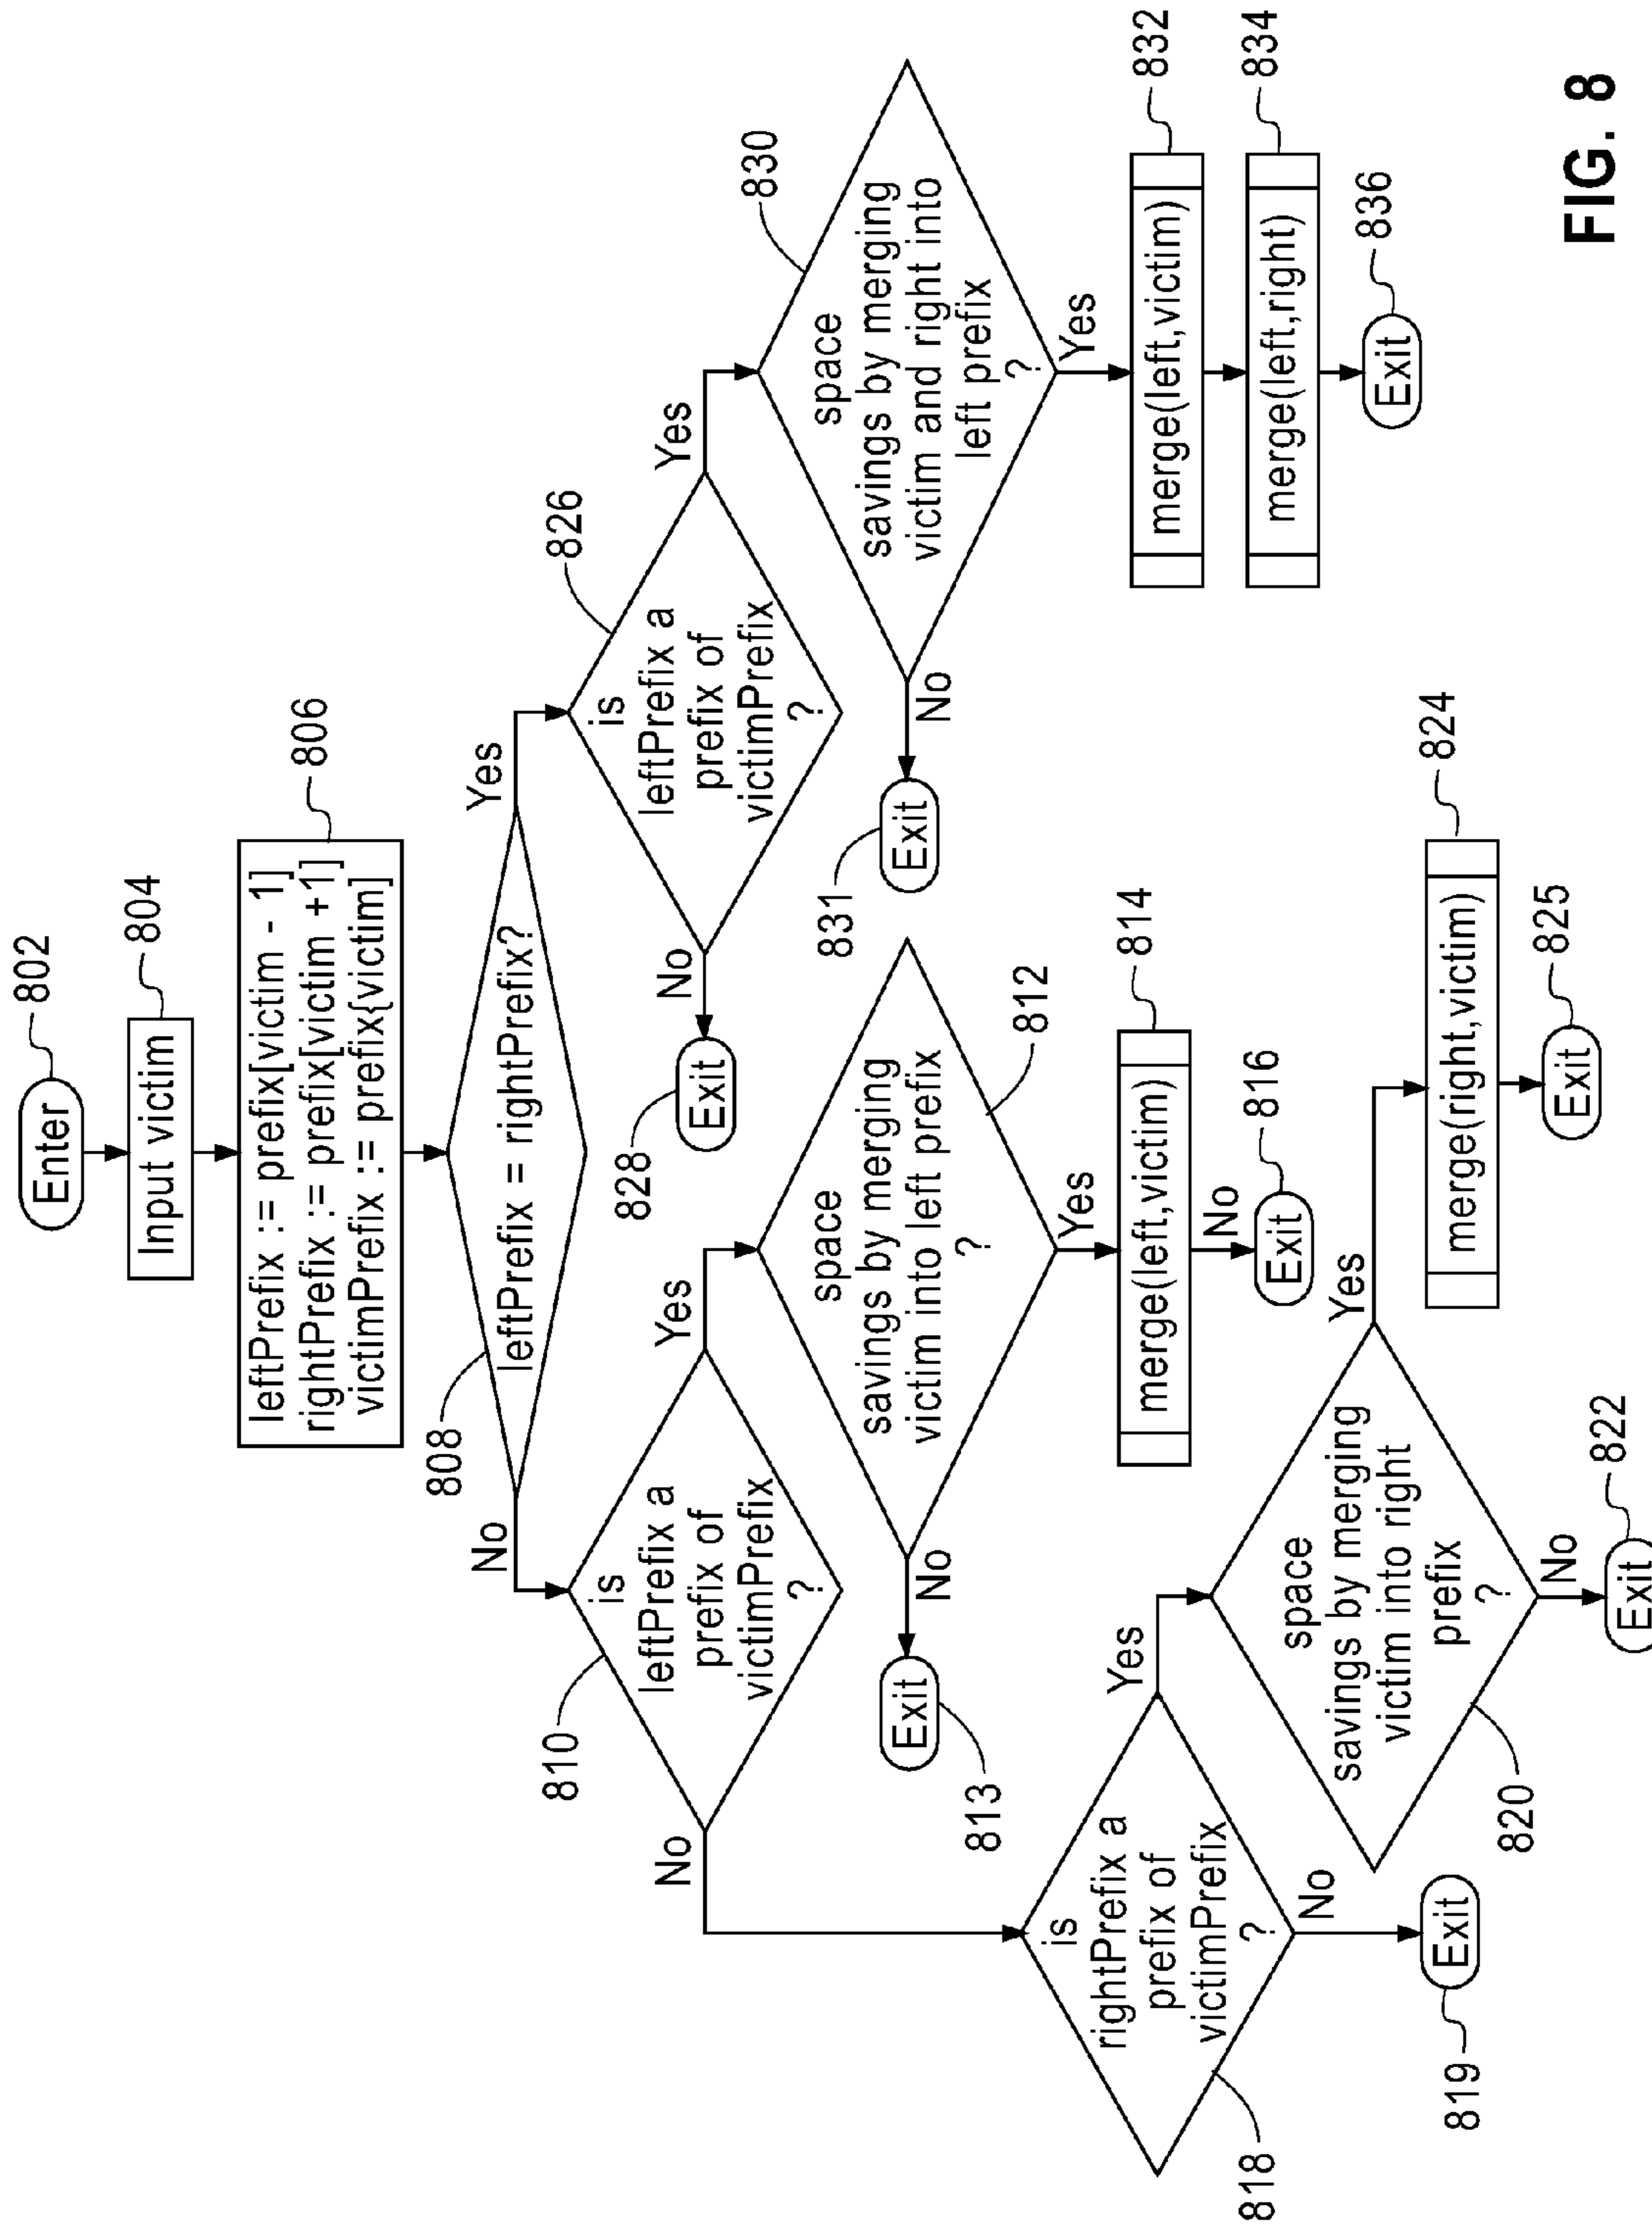 Enter
802
Input victim
804
leftPrefix := prefix[victim - 1]
rightPrefix := prefix[victim +1]
victimPrefix := prefix{victim]
806
leftPrefix = rightPrefix?
808
No
Yes
is
leftPrefix a
prefix of
victimPrefix
?
810
No
Yes
is
leftPrefix a
prefix of
victimPrefix
?
826
No
Yes
Exit
828
space
savings by merging
victim into left prefix
?
812
No
Yes
Exit
813
merge(left,victim)
814
No
Exit
816
space
savings by merging
victim and right into
left prefix
?
830
No
Yes
Exit
831
merge(left,victim)
832
merge(left,right)
834
Exit
836
is
rightPrefix a
prefix of
victimPrefix
?
818
No
Yes
Exit
819
space
savings by merging
victim into right
prefix
?
820
No
Yes
Exit
822
merge(right,victim)
824
Exit
825
FIG. 8